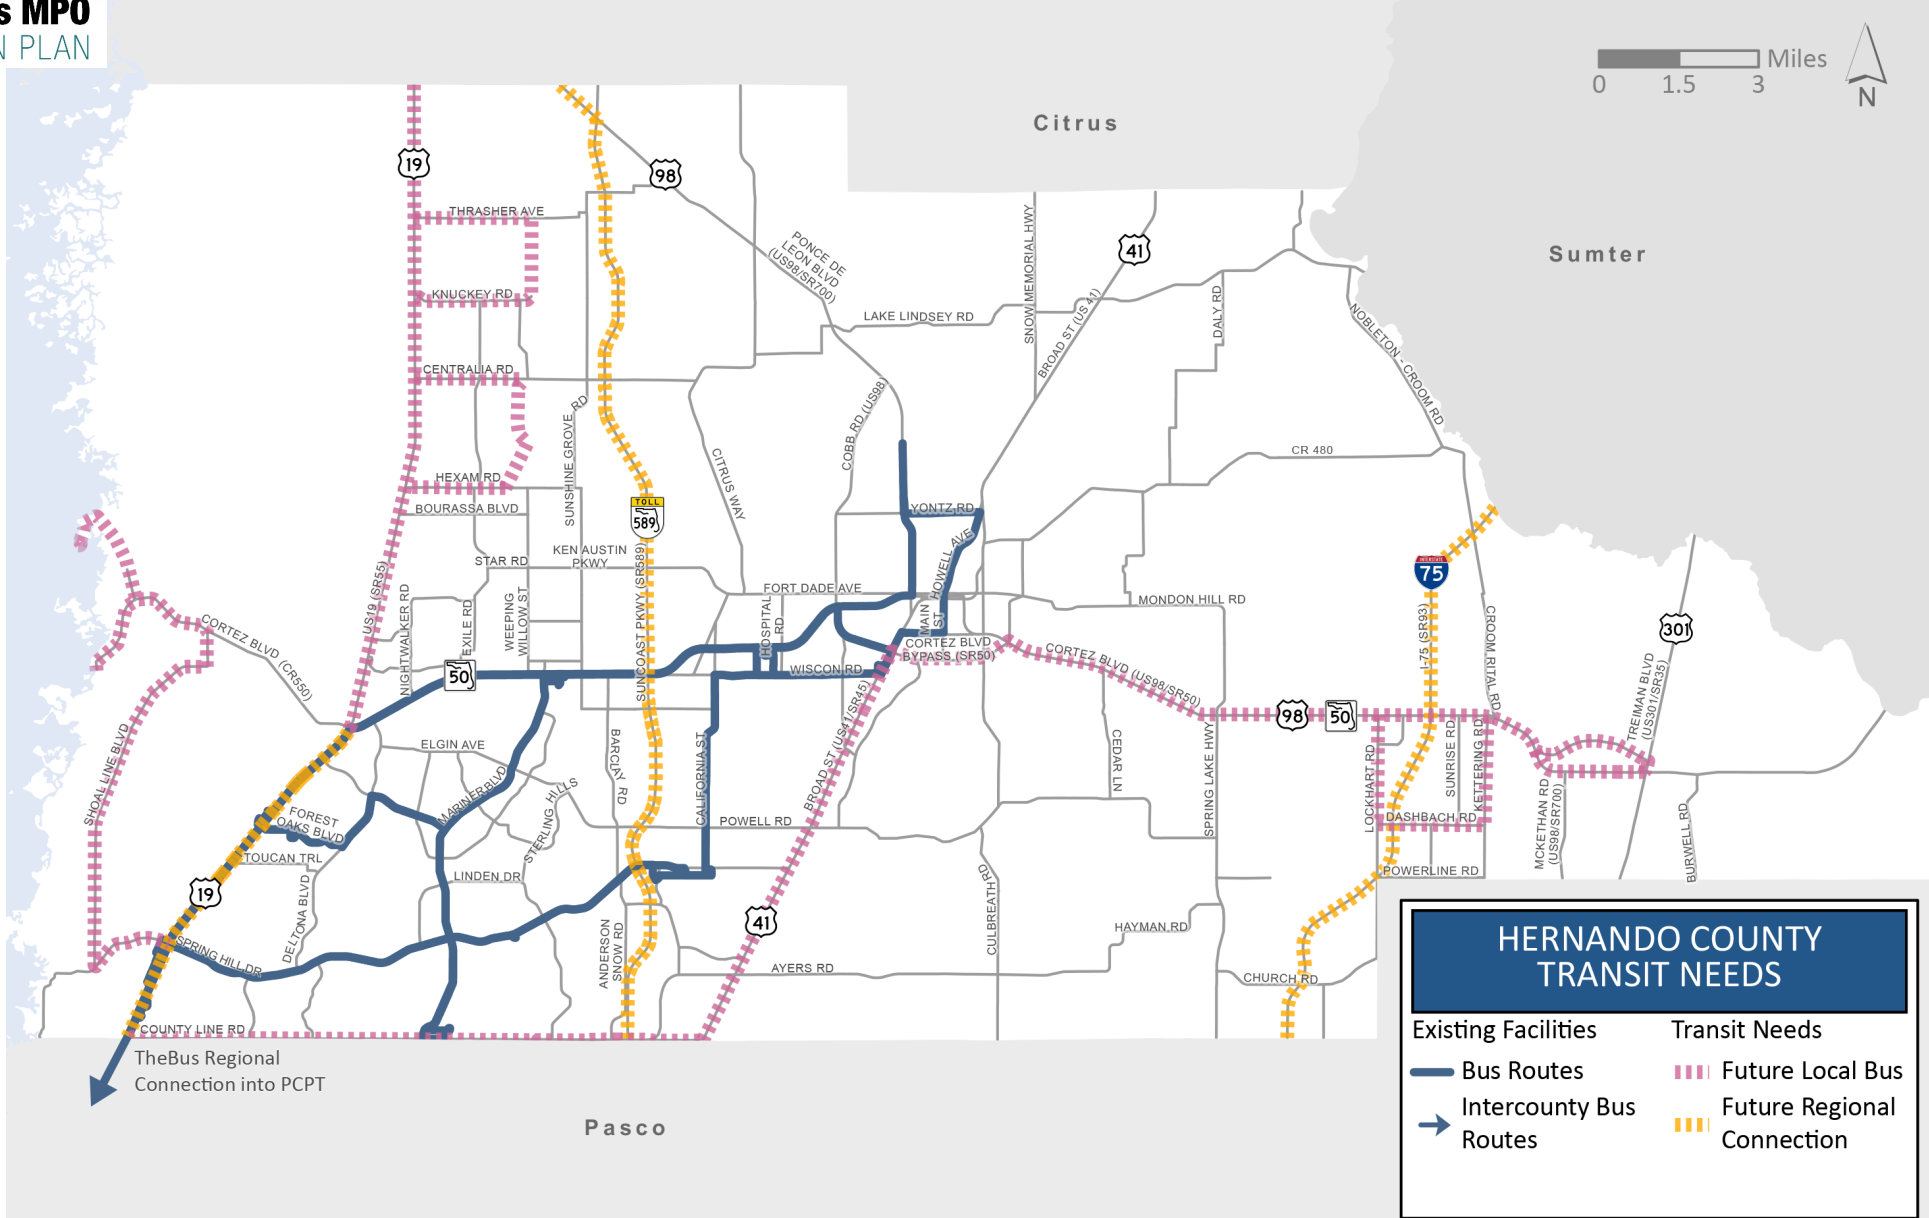 s MPO
N PLAN
Miles
0
1.5
3
N
Citrus
Sumter
19
98
THRASHER AVE
PONCE DE
LEON BLVD
(US98/SR700)
SNOW MEMORIAL HWY
41
KNUCKEY RD
LAKE LINDSEY RD
BROAD ST (US 41)
DALY RD
NOBLETON - CROOM RD
CENTRALIA RD
COBB RD (US98)
SUNSHINE GROVE
RD
CITRUS WAY
CR 480
HEXAM RD
BOURASSA BLVD
TOLL
589
YONTZ RD
STAR RD
KEN AUSTIN
PKWY
SUNCOAST PKWY (SR589)
HOWELL AVE
INTERSTATE
75
US19 (SR55)
NIGHTWALKER RD
EXILE RD
WEEPING
WILLOW ST
FORT DADE AVE
HOSPITAL
RD
MAIN
ST
MONDON HILL RD
I-75 (SR93)
CROOM RITAL RD
301
CORTEZ BLVD (CR550)
CORTEZ BLVD
BYPASS (SR50)
CORTEZ BLVD (US98/SR50)
WISCON RD
50
TREIMAN BLVD
(US301/SR35)
98
50
SHOAL LINE BLVD
ELGIN AVE
BARCLAY RD
CALIFORNIA ST
BROAD ST (US41/SR45)
CEDAR LN
SPRING LAKE HWY
LOCKHART RD
SUNRISE RD
KETTERING RD
MCKETHAN RD
(US98/SR700)
BURWELL RD
MARINER BLVD
STERLING HILLS
FOREST
OAKS BLVD
POWELL RD
DASHBACH RD
TOUCAN TRL
LINDEN DR
POWERLINE RD
19
DELTONA BLVD
CULBREATH RD
41
ANDERSON
SNOW RD
HAYMAN RD
SPRING HILL DR
AYERS RD
CHURCH RD
COUNTY LINE RD
TheBus Regional
Connection into PCPT
Pasco
HERNANDO COUNTY
TRANSIT NEEDS
Existing Facilities
Transit Needs
Bus Routes
Future Local Bus
Intercounty Bus
Routes
Future Regional
Connection